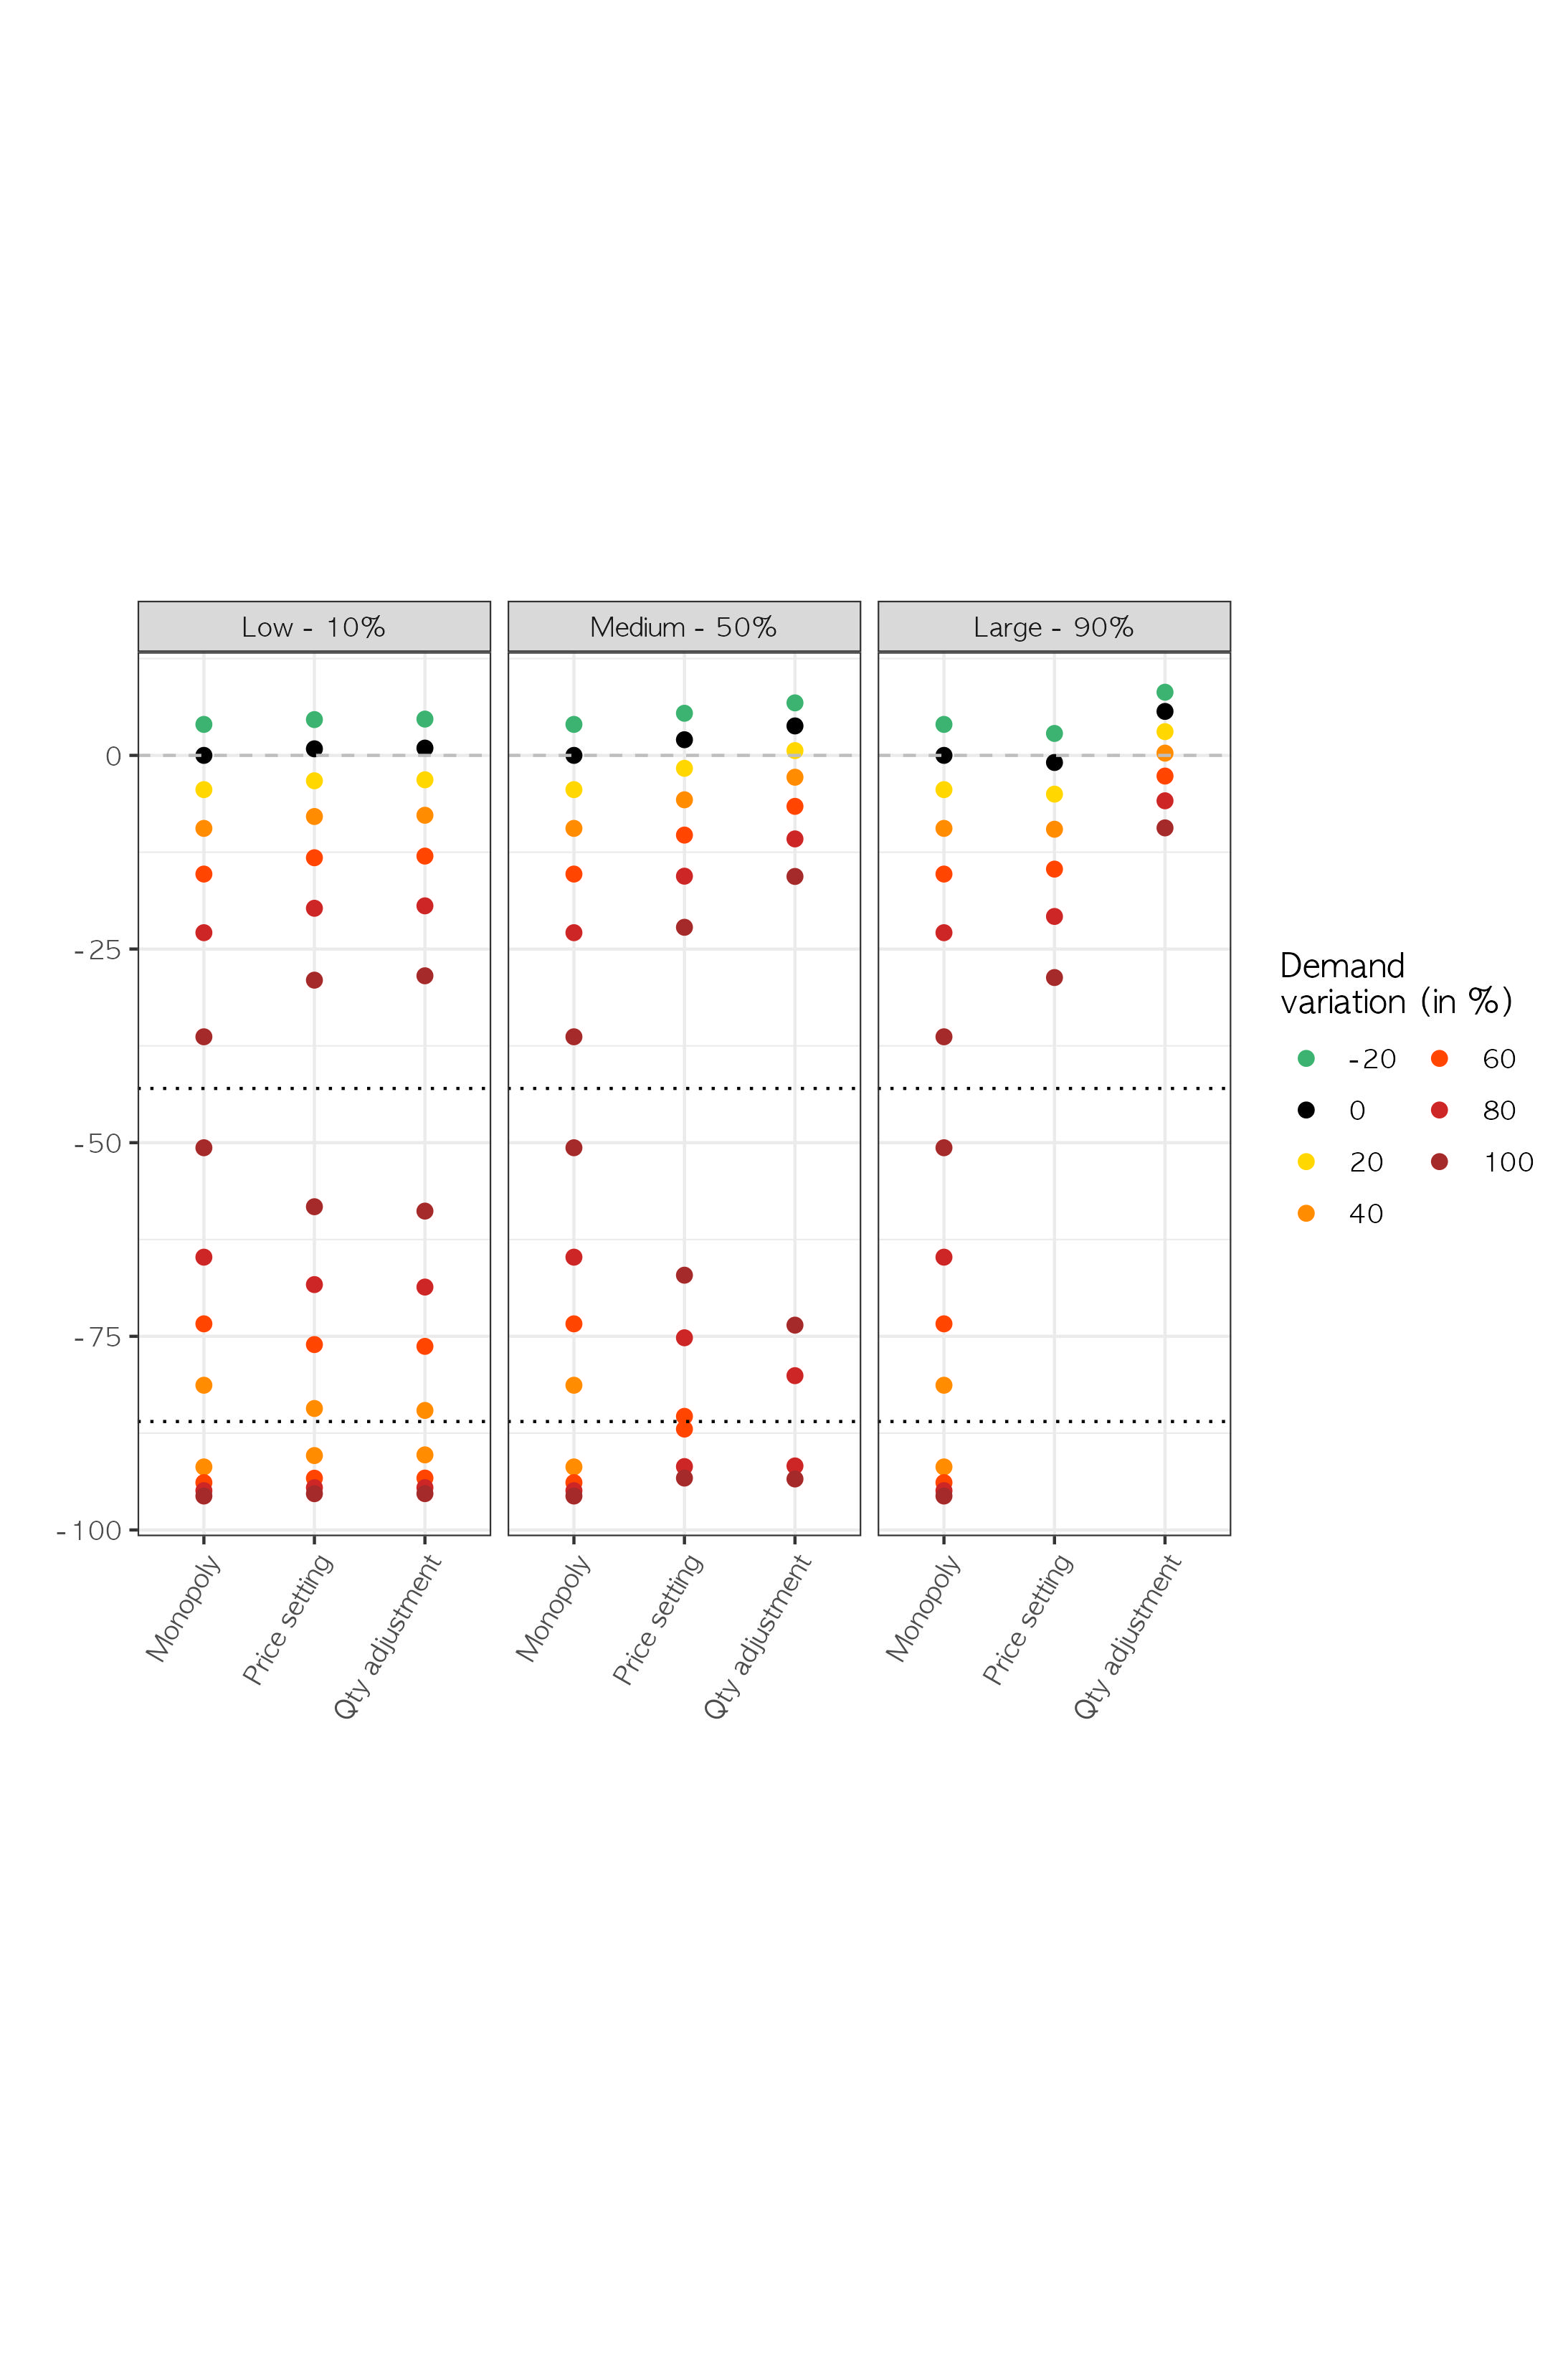 Low - 10%
Medium - 50%
Large - 90%
0
-25
-50
-75
-100
Monopoly
Price setting
Qty adjustment
Monopoly
Price setting
Qty adjustment
Monopoly
Price setting
Qty adjustment
Demand
variation (in %)
-20
0
20
40
60
80
100